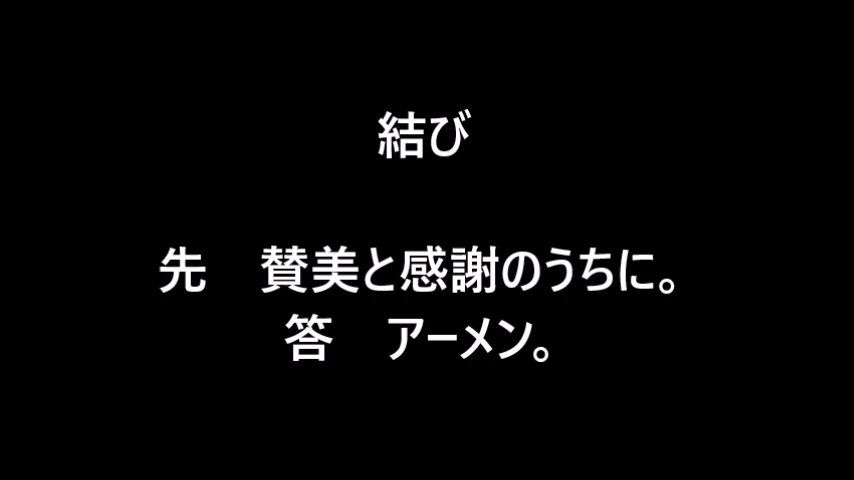 結び
先　賛美と感謝のうちに。
答　アーメン。